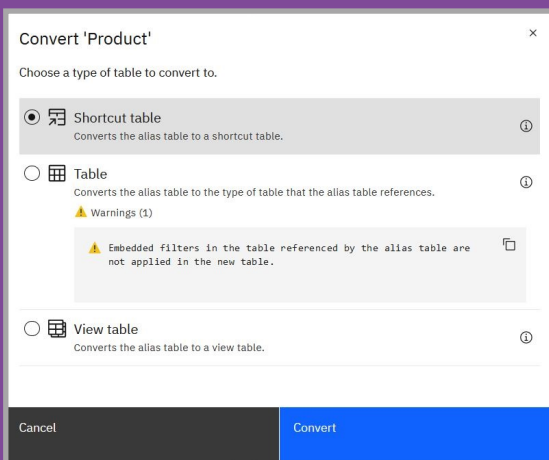 Convert 'Product'
Choose a type of table to convert to.
Shortcut table
Converts the alias table to a shortcut table.
Table
Converts the alias table to the type of table that the alias table references.
Warnings (1)
Embedded filters in the table referenced by the alias table are
not applied in the new table.
View table
Converts the alias table to a view table.
Cancel
Convert